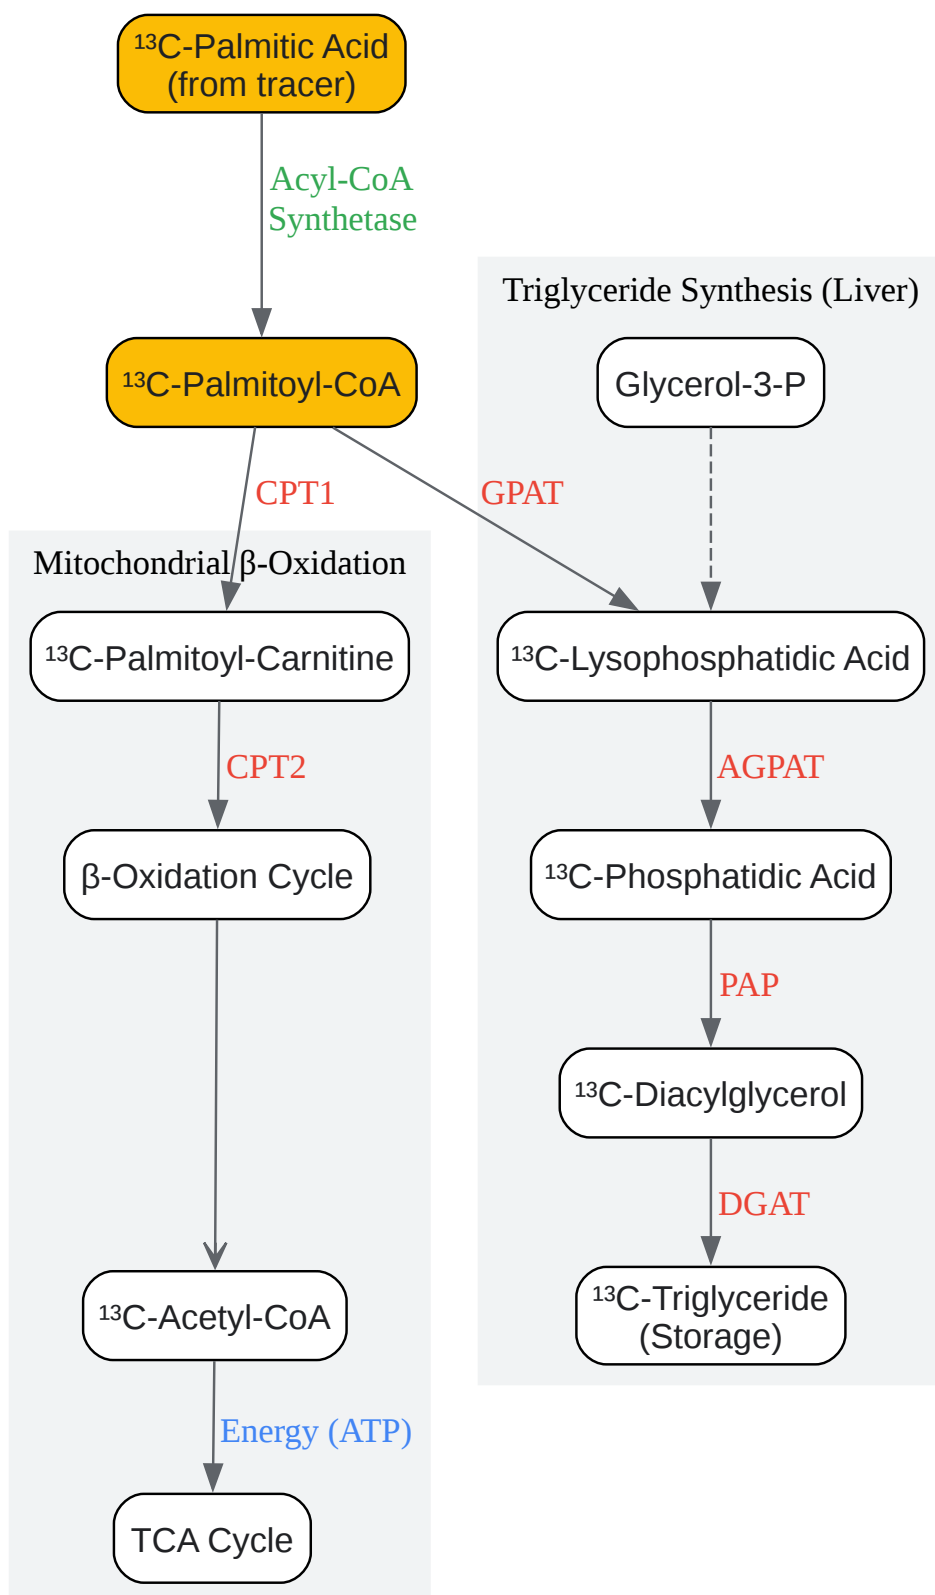 ¹³C-Palmitic Acid
(from tracer)
Acyl-CoA
Synthetase
Triglyceride Synthesis (Liver)
¹³C-Palmitoyl-CoA
Glycerol-3-P
CPT1
GPAT
Mitochondrial β-Oxidation
¹³C-Palmitoyl-Carnitine
¹³C-Lysophosphatidic Acid
CPT2
AGPAT
β-Oxidation Cycle
¹³C-Phosphatidic Acid
PAP
¹³C-Diacylglycerol
DGAT
¹³C-Acetyl-CoA
¹³C-Triglyceride
(Storage)
Energy (ATP)
TCA Cycle